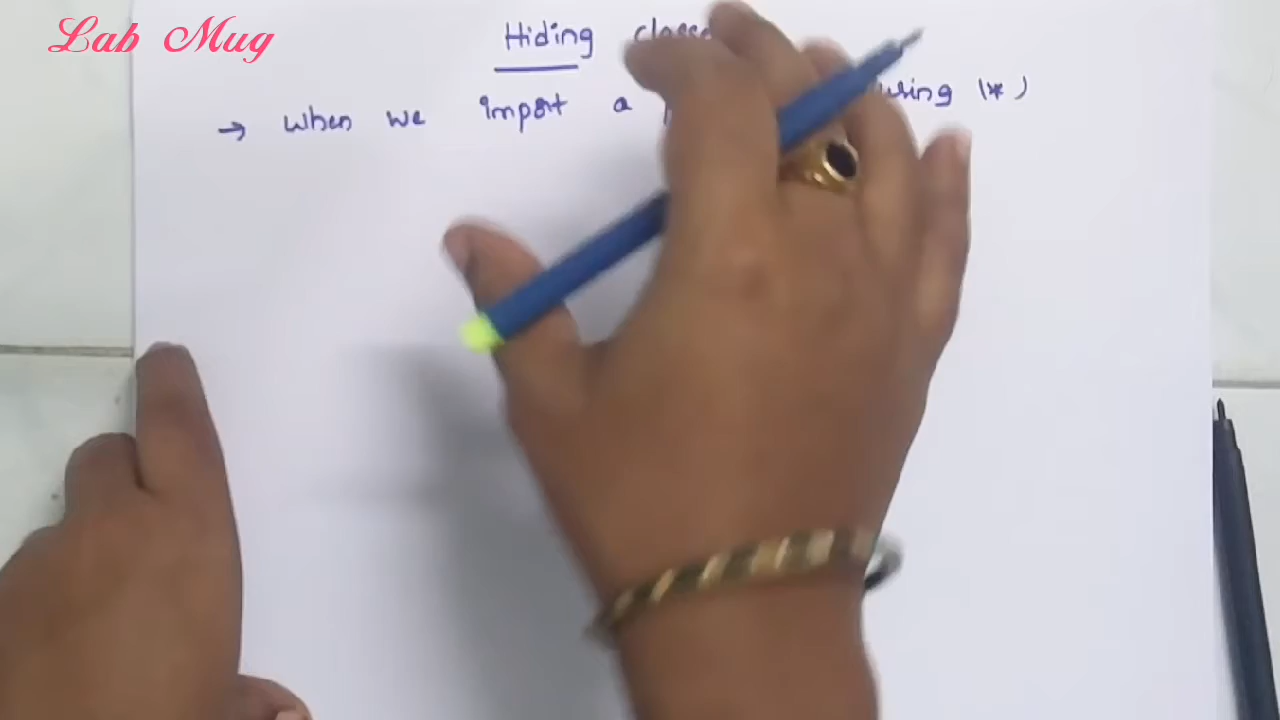 Lab Mug
Hiding
→ when we import a using (*)